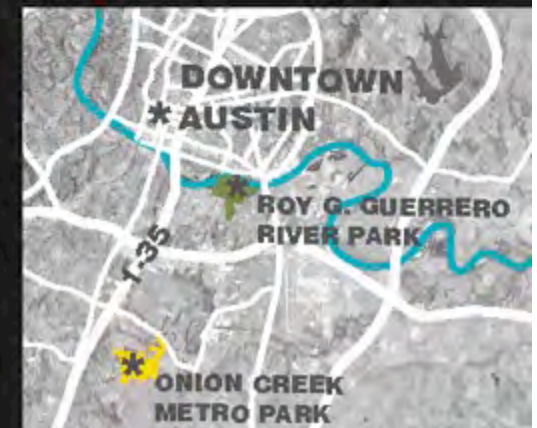 DOWNTOWN
* AUSTIN
* ROY G. GUERRERO
RIVER PARK
I-35
* ONION CREEK
METRO PARK